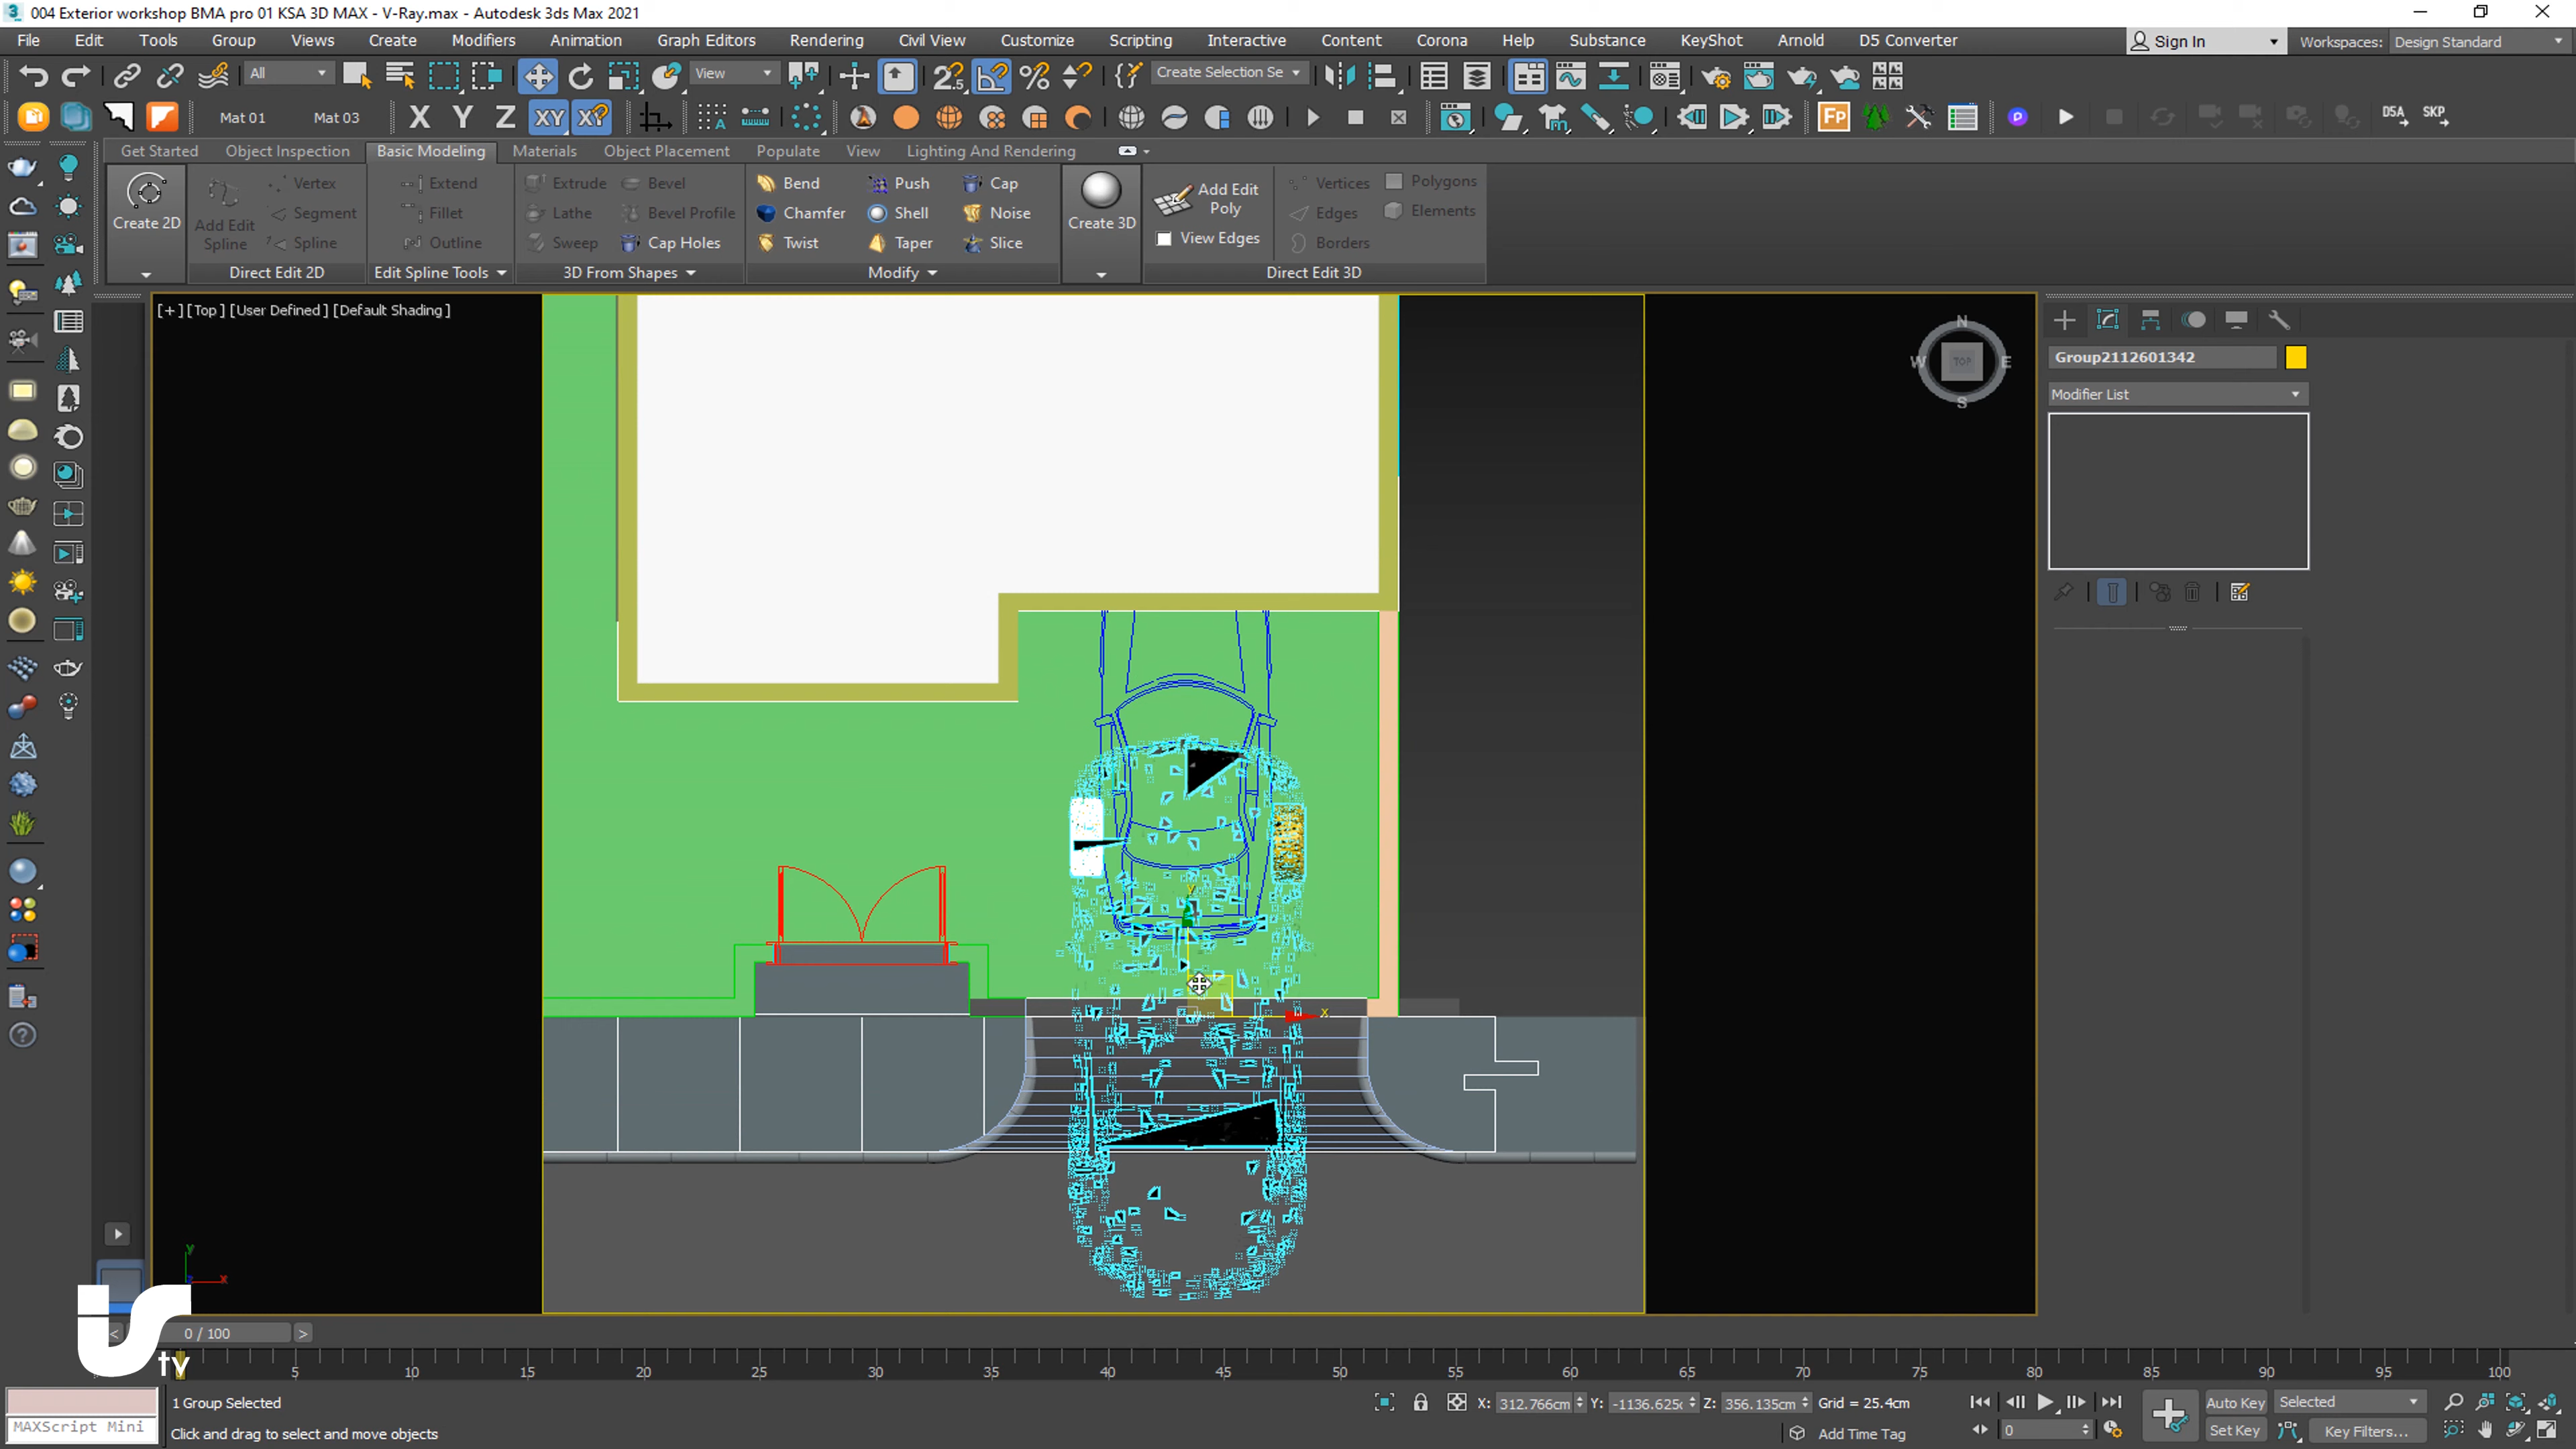 004 Exterior workshop BMA pro 01 KSA 3D MAX - V-Ray.max - Autodesk 3ds Max 2021
File Edit Tools Group Views Create Modifiers Animation Graph Editors Rendering Civil View Customize Scripting Interactive Content Corona Help Substance KeyShot Arnold D5 Converter Sign In Workspaces: Design Standard
All View Create Selection Se
Mat 01 Mat 03 X Y Z XY D5A SKP
Get Started Object Inspection Basic Modeling Materials Object Placement Populate View Lighting And Rendering
Create 2D
Add Edit Spline
Vertex
Segment
Spline
Direct Edit 2D
Extend
Fillet
Outline
Edit Spline Tools
Extrude Bevel
Lathe Bevel Profile
Sweep Cap Holes
3D From Shapes
Bend Push Cap
Chamfer Shell Noise
Twist Taper Slice
Modify
Create 3D
Add Edit Poly
View Edges
Vertices Polygons
Edges Elements
Borders
Direct Edit 3D
[+] [Top] [User Defined] [Default Shading]
N
W TOP E
S
Group2112601342
Modifier List
y
x
y
x
tv
< 0 / 100 >
5 10 15 20 25 30 35 40 45 50 55 60 65 70 75 80 85 90 95 100
1 Group Selected X: 312.766cm Y: -1136.625c Z: 356.135cm Grid = 25.4cm Auto Key Selected
MAXScript Mini Click and drag to select and move objects Add Time Tag 0 Set Key Key Filters...